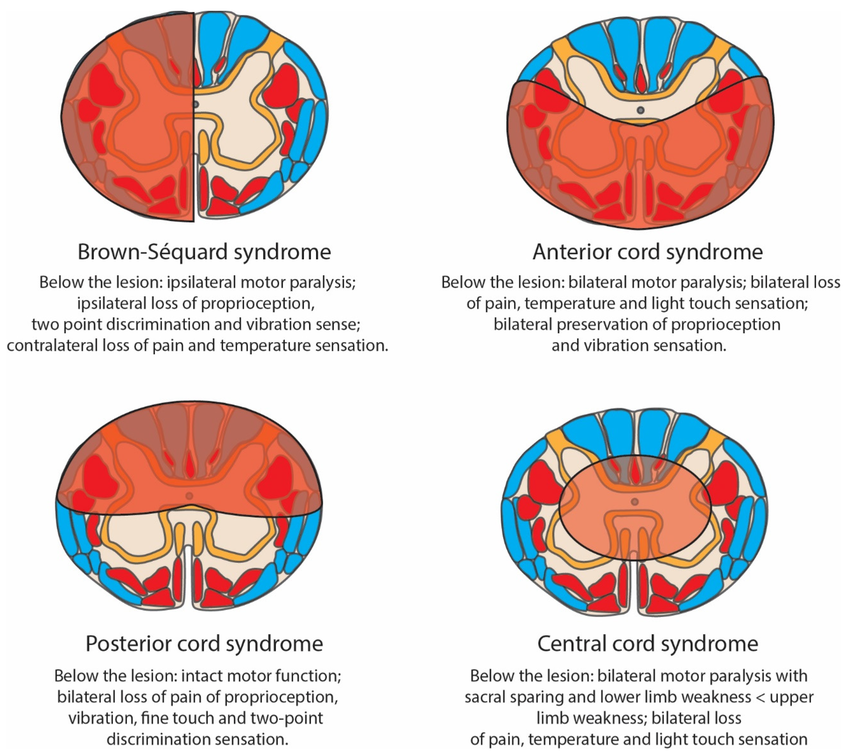 Brown-Séquard syndrome
Below the lesion: ipsilateral motor paralysis;
ipsilateral loss of proprioception,
two point discrimination and vibration sense;
contralateral loss of pain and temperature sensation.
Anterior cord syndrome
Below the lesion: bilateral motor paralysis; bilateral loss
of pain, temperature and light touch sensation;
bilateral preservation of proprioception
and vibration sensation.
Posterior cord syndrome
Below the lesion: intact motor function;
bilateral loss of pain of proprioception,
vibration, fine touch and two-point
discrimination sensation.
Central cord syndrome
Below the lesion: bilateral motor paralysis with
sacral sparing and lower limb weakness < upper
limb weakness; bilateral loss
of pain, temperature and light touch sensation